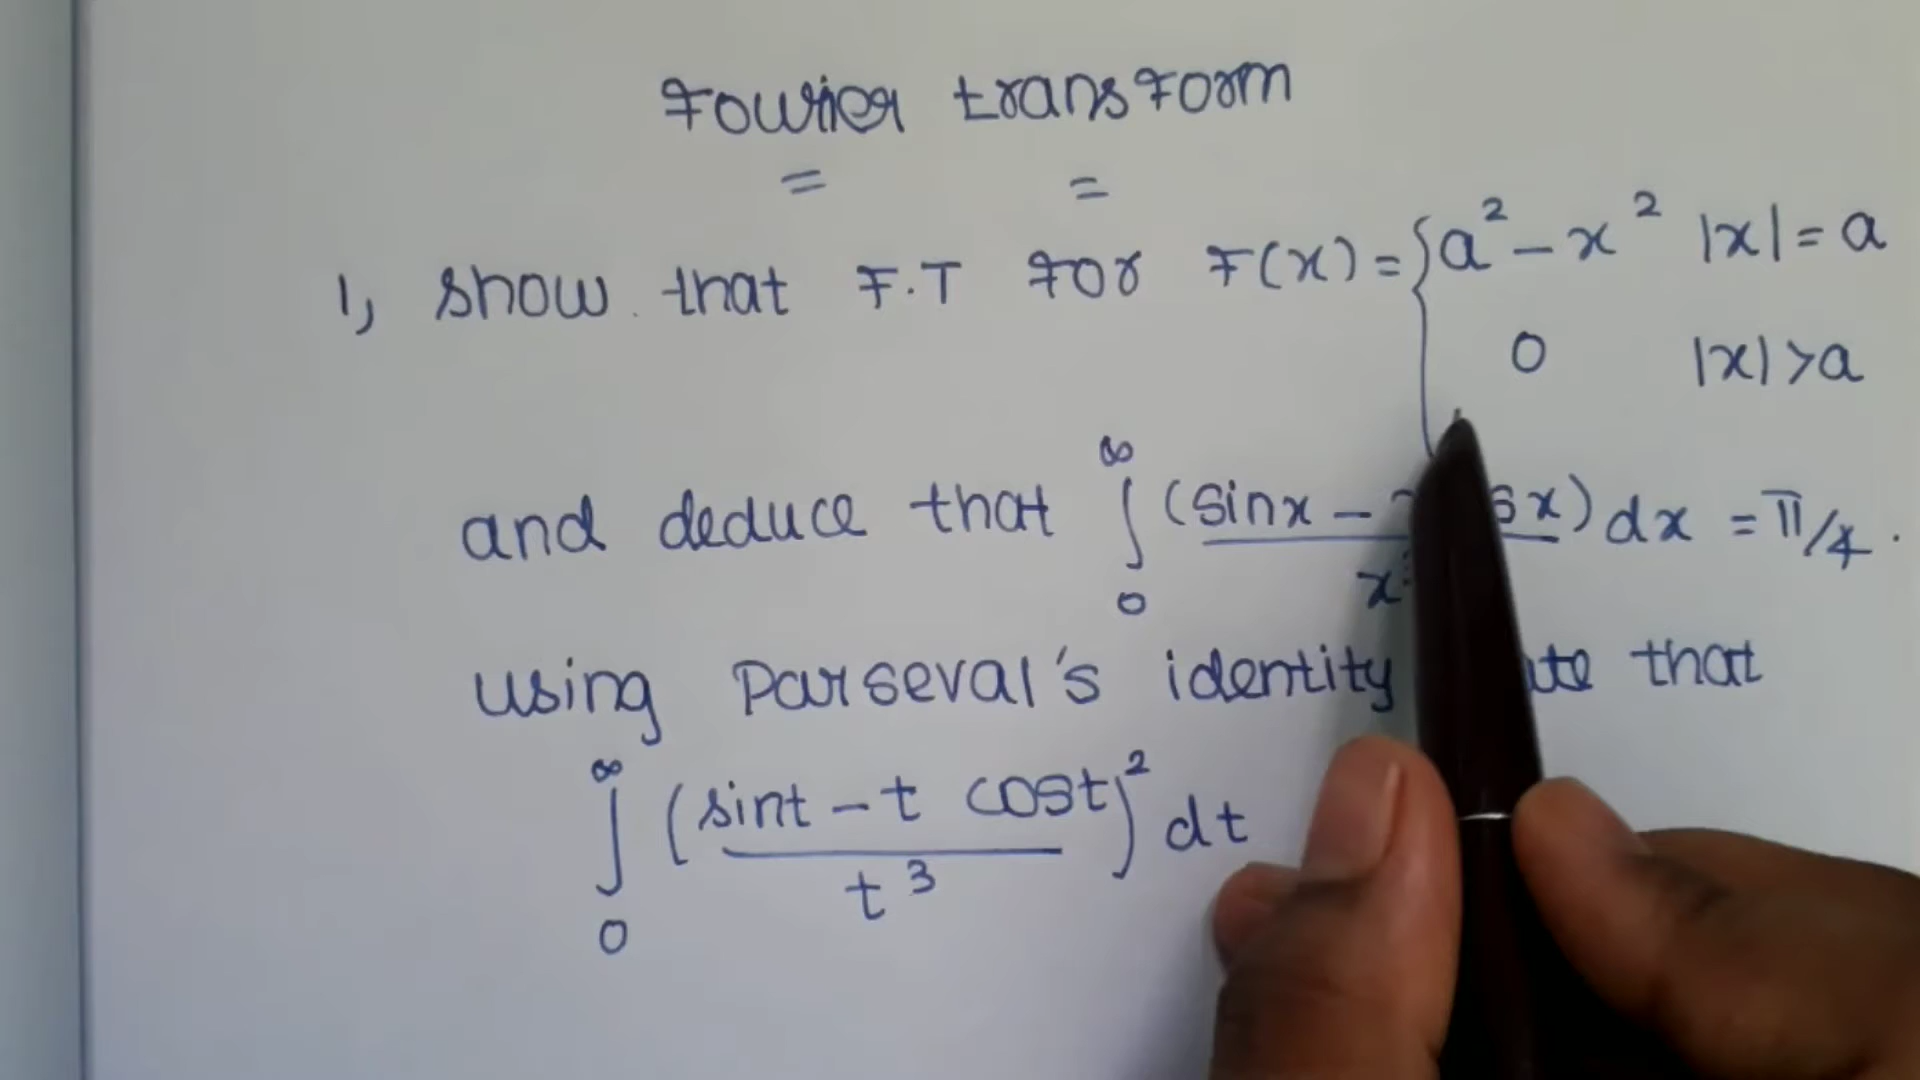 Fourier transform
1, show that F.T For F(x) = { a² - x² |x| = a
0 |x| > a
and deduce that ∞∫0 (sinx - sx) dx = π/4.
x
using Parseval's identity that
∞∫0 (sint - t cost)² dt
t³